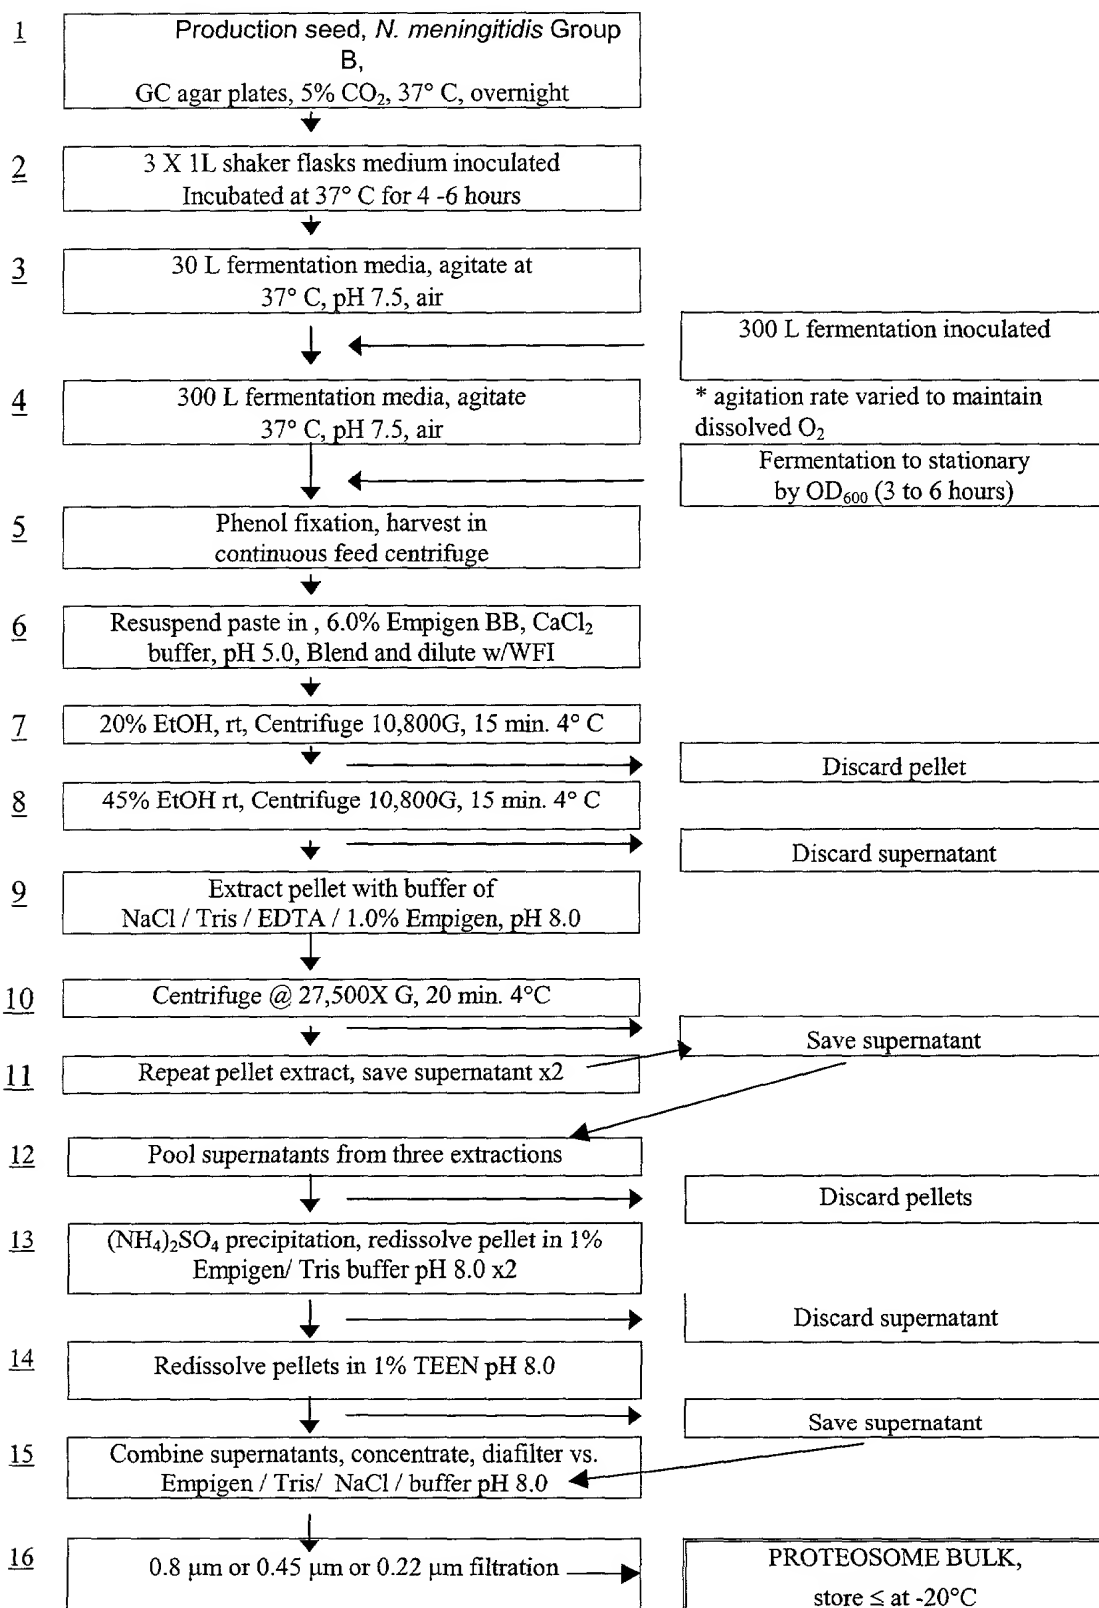 1
Production seed, N. meningitidis Group
B,
GC agar plates, 5% CO₂, 37° C, overnight
2
3 X 1L shaker flasks medium inoculated
Incubated at 37° C for 4 -6 hours
3
30 L fermentation media, agitate at
37° C, pH 7.5, air
300 L fermentation inoculated
4
300 L fermentation media, agitate
37° C, pH 7.5, air
* agitation rate varied to maintain
dissolved O₂
Fermentation to stationary
by OD₆₀₀ (3 to 6 hours)
5
Phenol fixation, harvest in
continuous feed centrifuge
6
Resuspend paste in , 6.0% Empigen BB, CaCl₂
buffer, pH 5.0, Blend and dilute w/WFI
7
20% EtOH, rt, Centrifuge 10,800G, 15 min. 4° C
Discard pellet
8
45% EtOH rt, Centrifuge 10,800G, 15 min. 4° C
Discard supernatant
9
Extract pellet with buffer of
NaCl / Tris / EDTA / 1.0% Empigen, pH 8.0
10
Centrifuge @ 27,500X G, 20 min. 4°C
Save supernatant
11
Repeat pellet extract, save supernatant x2
12
Pool supernatants from three extractions
Discard pellets
13
(NH₄)₂SO₄ precipitation, redissolve pellet in 1%
Empigen/ Tris buffer pH 8.0 x2
Discard supernatant
14
Redissolve pellets in 1% TEEN pH 8.0
Save supernatant
15
Combine supernatants, concentrate, diafilter vs.
Empigen / Tris/ NaCl / buffer pH 8.0
16
0.8 µm or 0.45 µm or 0.22 µm filtration
PROTEOSOME BULK,
store ≤ at -20°C